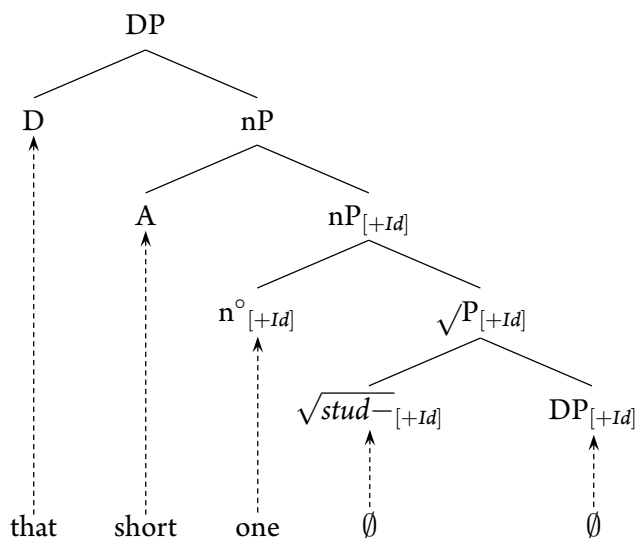 DP
D nP
A nP[+Id]
n°[+Id] √P[+Id]
√stud−[+Id] DP[+Id]
that short one ∅ ∅